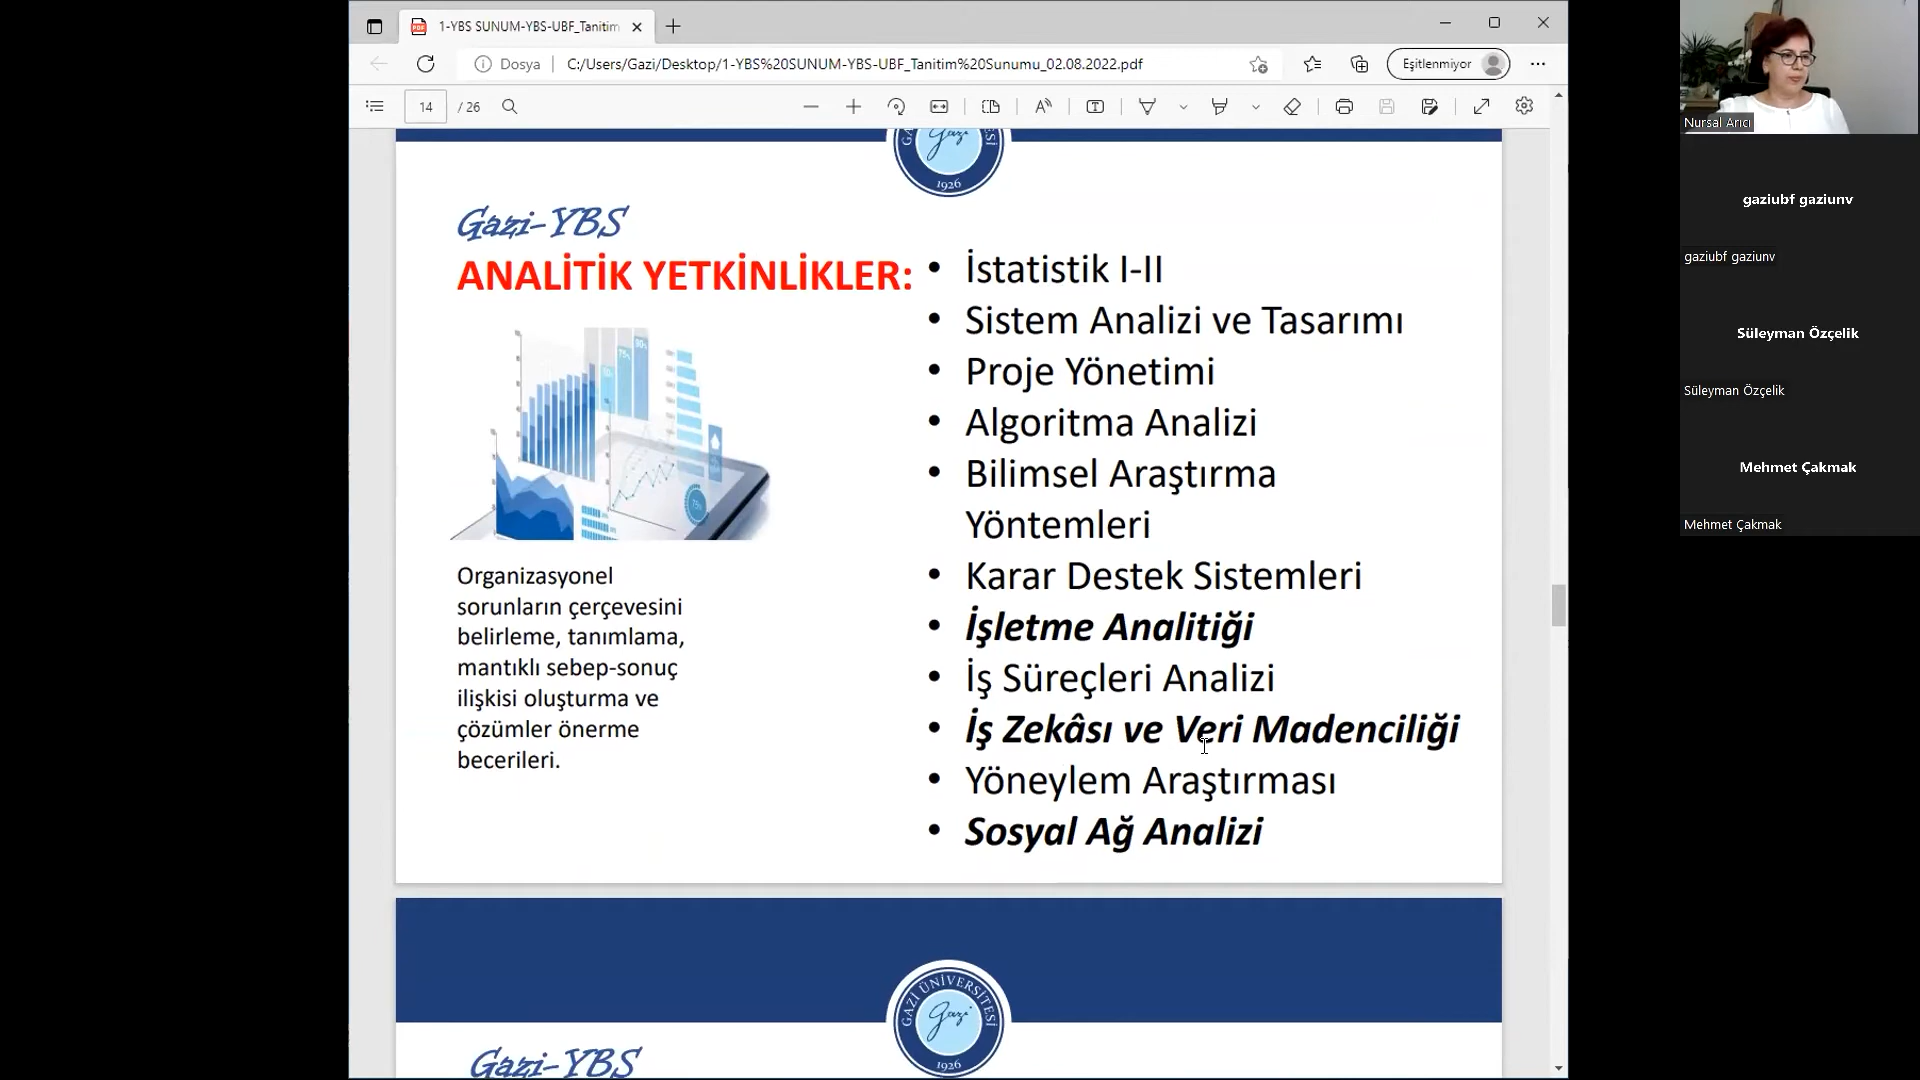 1-YBS SUNUM-YBS-UBF_Tanitim
Dosya
C:/Users/Gazi/Desktop/1-YBS%20SUNUM-YBS-UBF_Tanitim%20Sunumu_02.08.2022.pdf
Eşitlenmiyor
14 / 26
Gazi
1926
Gazi-YBS
ANALİTİK YETKİNLİKLER:
Organizasyonel
sorunların çerçevesini
belirleme, tanımlama,
mantıklı sebep-sonuç
ilişkisi oluşturma ve
çözümler önerme
becerileri.
• İstatistik I-II
• Sistem Analizi ve Tasarımı
• Proje Yönetimi
• Algoritma Analizi
• Bilimsel Araştırma
Yöntemleri
• Karar Destek Sistemleri
• İşletme Analitiği
• İş Süreçleri Analizi
• İş Zekâsı ve Veri Madenciliği
• Yöneylem Araştırması
• Sosyal Ağ Analizi
GAZİ ÜNİVERSİTESİ
Gazi
1926
Gazi-YBS
Nursal Arıcı
gaziubf gaziunv
gaziubf gaziunv
Süleyman Özçelik
Süleyman Özçelik
Mehmet Çakmak
Mehmet Çakmak